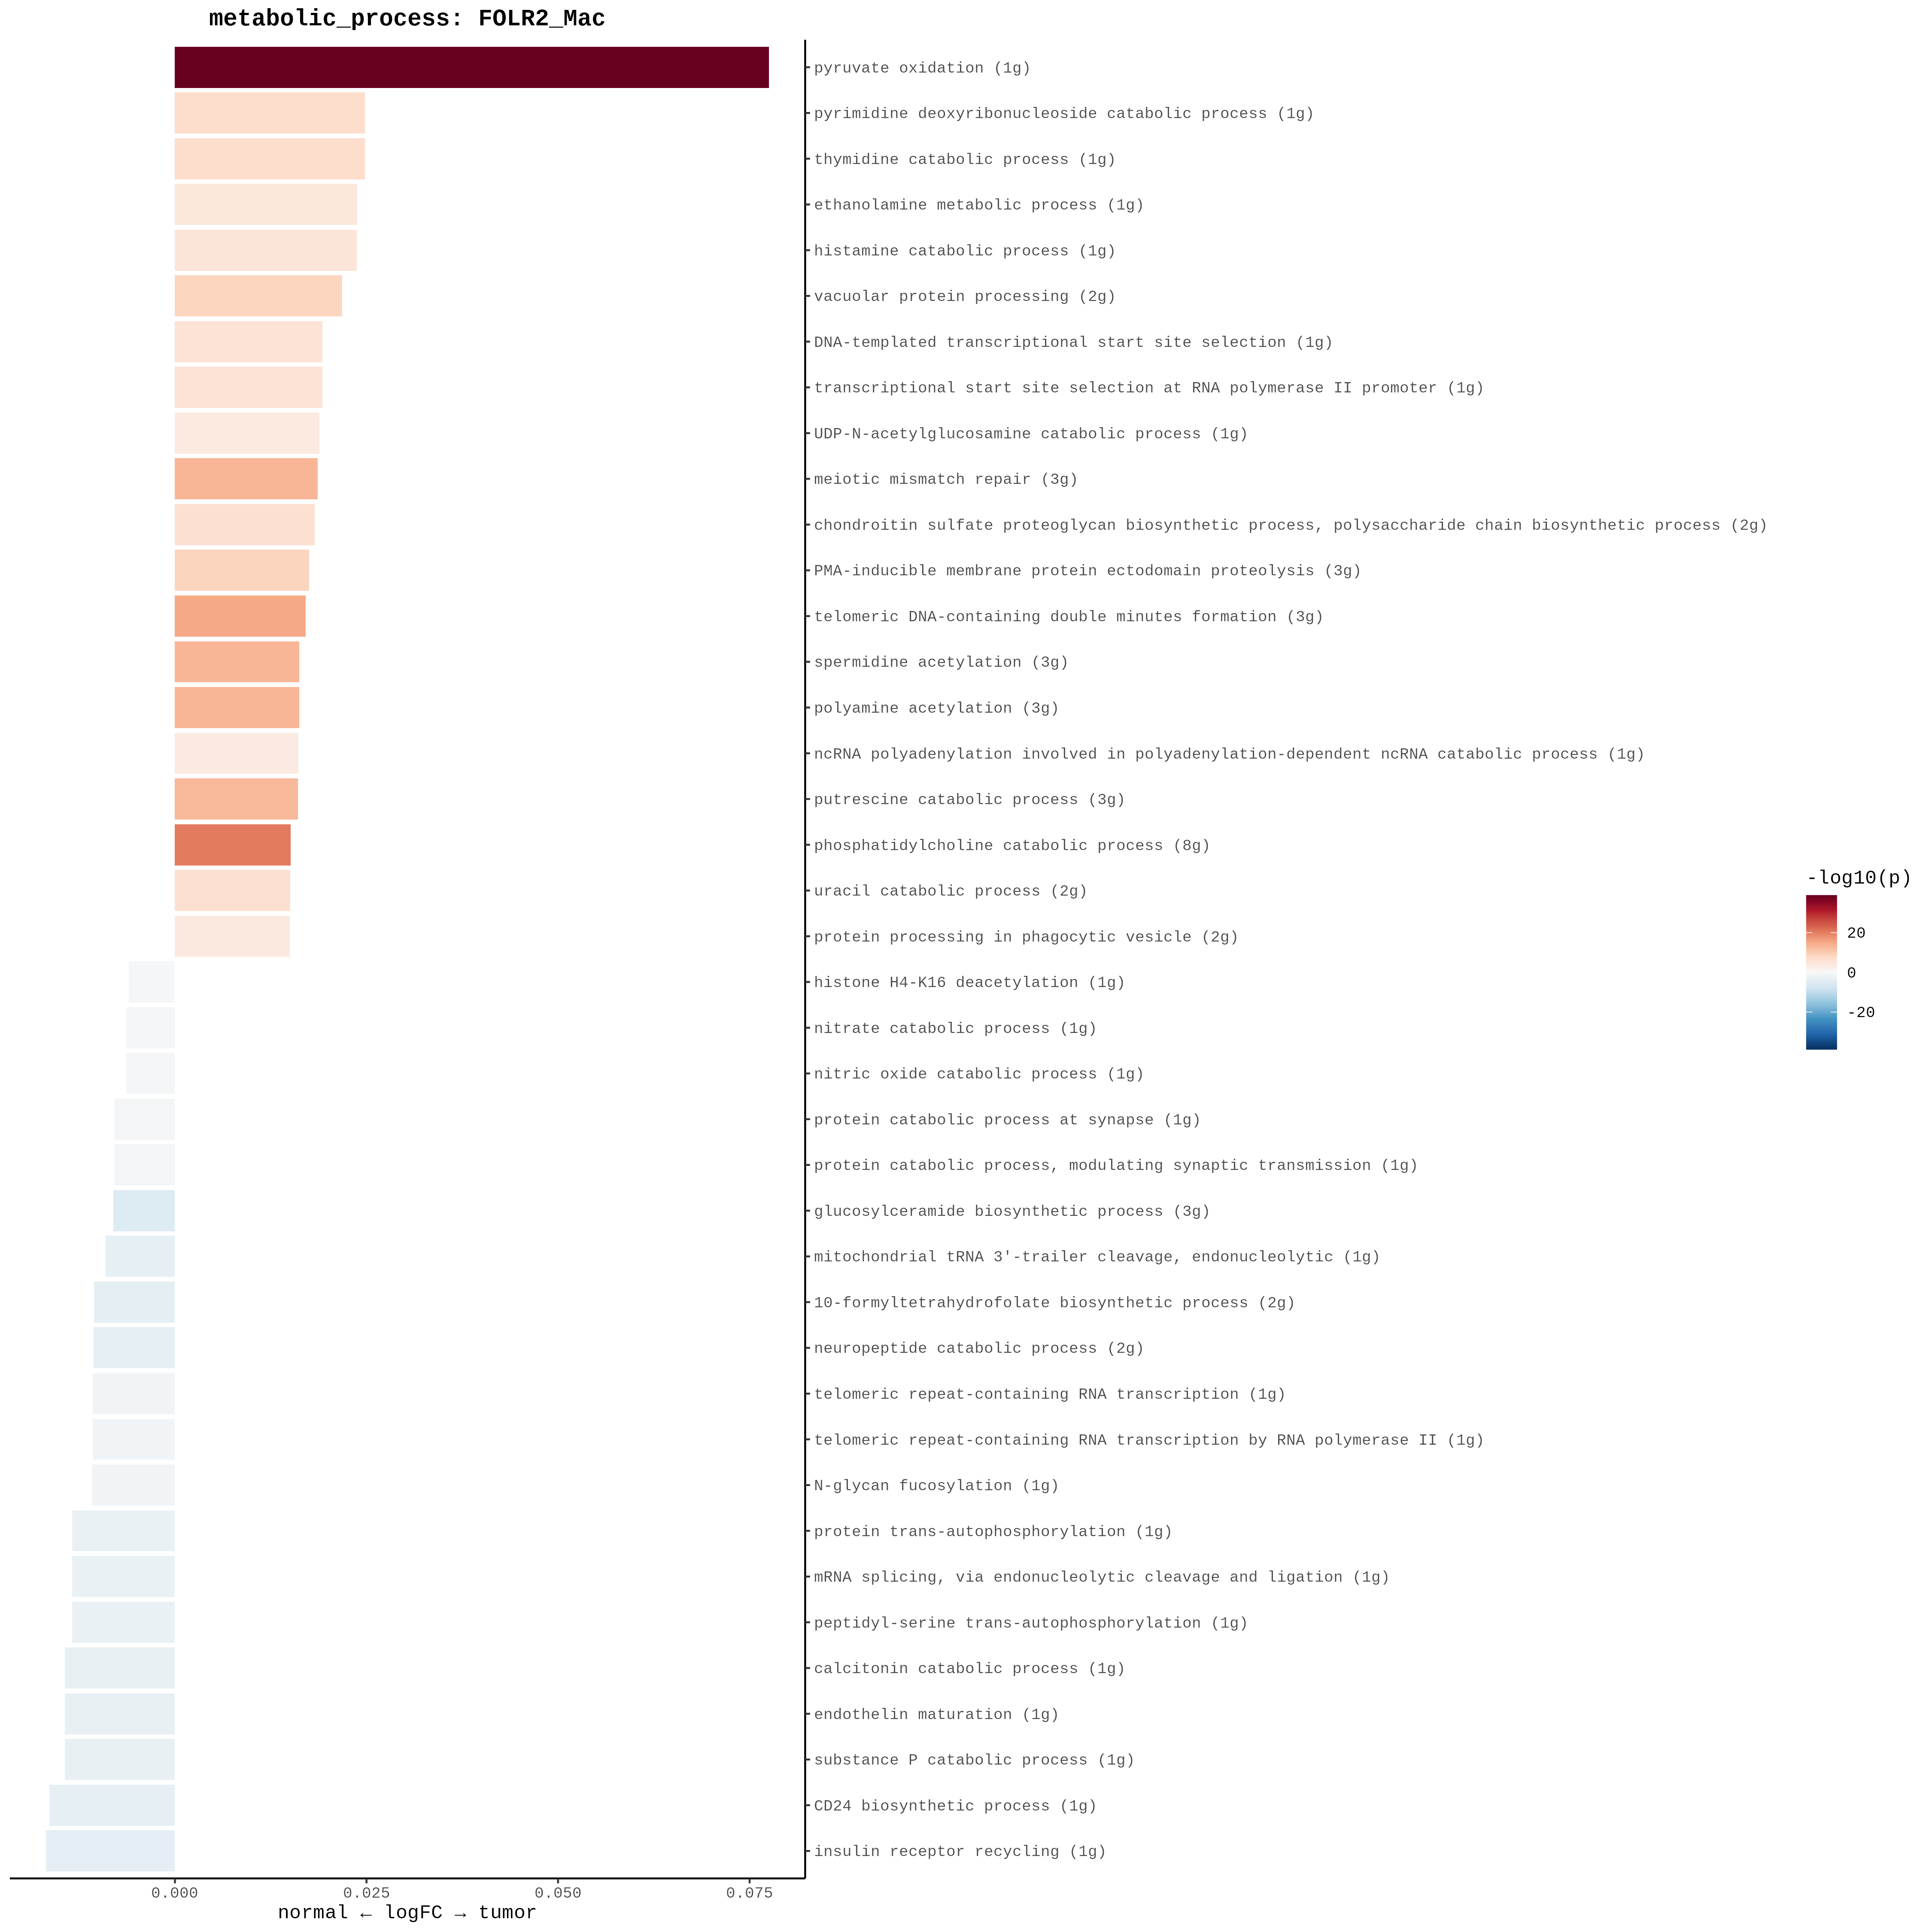 metabolic_process: FOLR2_Mac
pyruvate oxidation (1g)
pyrimidine deoxyribonucleoside catabolic process (1g)
thymidine catabolic process (1g)
ethanolamine metabolic process (1g)
histamine catabolic process (1g)
vacuolar protein processing (2g)
DNA-templated transcriptional start site selection (1g)
transcriptional start site selection at RNA polymerase II promoter (1g)
UDP-N-acetylglucosamine catabolic process (1g)
meiotic mismatch repair (3g)
chondroitin sulfate proteoglycan biosynthetic process, polysaccharide chain biosynthetic process (2g)
PMA-inducible membrane protein ectodomain proteolysis (3g)
telomeric DNA-containing double minutes formation (3g)
spermidine acetylation (3g)
polyamine acetylation (3g)
ncRNA polyadenylation involved in polyadenylation-dependent ncRNA catabolic process (1g)
putrescine catabolic process (3g)
phosphatidylcholine catabolic process (8g)
uracil catabolic process (2g)
protein processing in phagocytic vesicle (2g)
histone H4-K16 deacetylation (1g)
nitrate catabolic process (1g)
nitric oxide catabolic process (1g)
protein catabolic process at synapse (1g)
protein catabolic process, modulating synaptic transmission (1g)
glucosylceramide biosynthetic process (3g)
mitochondrial tRNA 3'-trailer cleavage, endonucleolytic (1g)
10-formyltetrahydrofolate biosynthetic process (2g)
neuropeptide catabolic process (2g)
telomeric repeat-containing RNA transcription (1g)
telomeric repeat-containing RNA transcription by RNA polymerase II (1g)
N-glycan fucosylation (1g)
protein trans-autophosphorylation (1g)
mRNA splicing, via endonucleolytic cleavage and ligation (1g)
peptidyl-serine trans-autophosphorylation (1g)
calcitonin catabolic process (1g)
endothelin maturation (1g)
substance P catabolic process (1g)
CD24 biosynthetic process (1g)
insulin receptor recycling (1g)
0.000 0.025 0.050 0.075
normal ← logFC → tumor
-log10(p)
20
0
-20